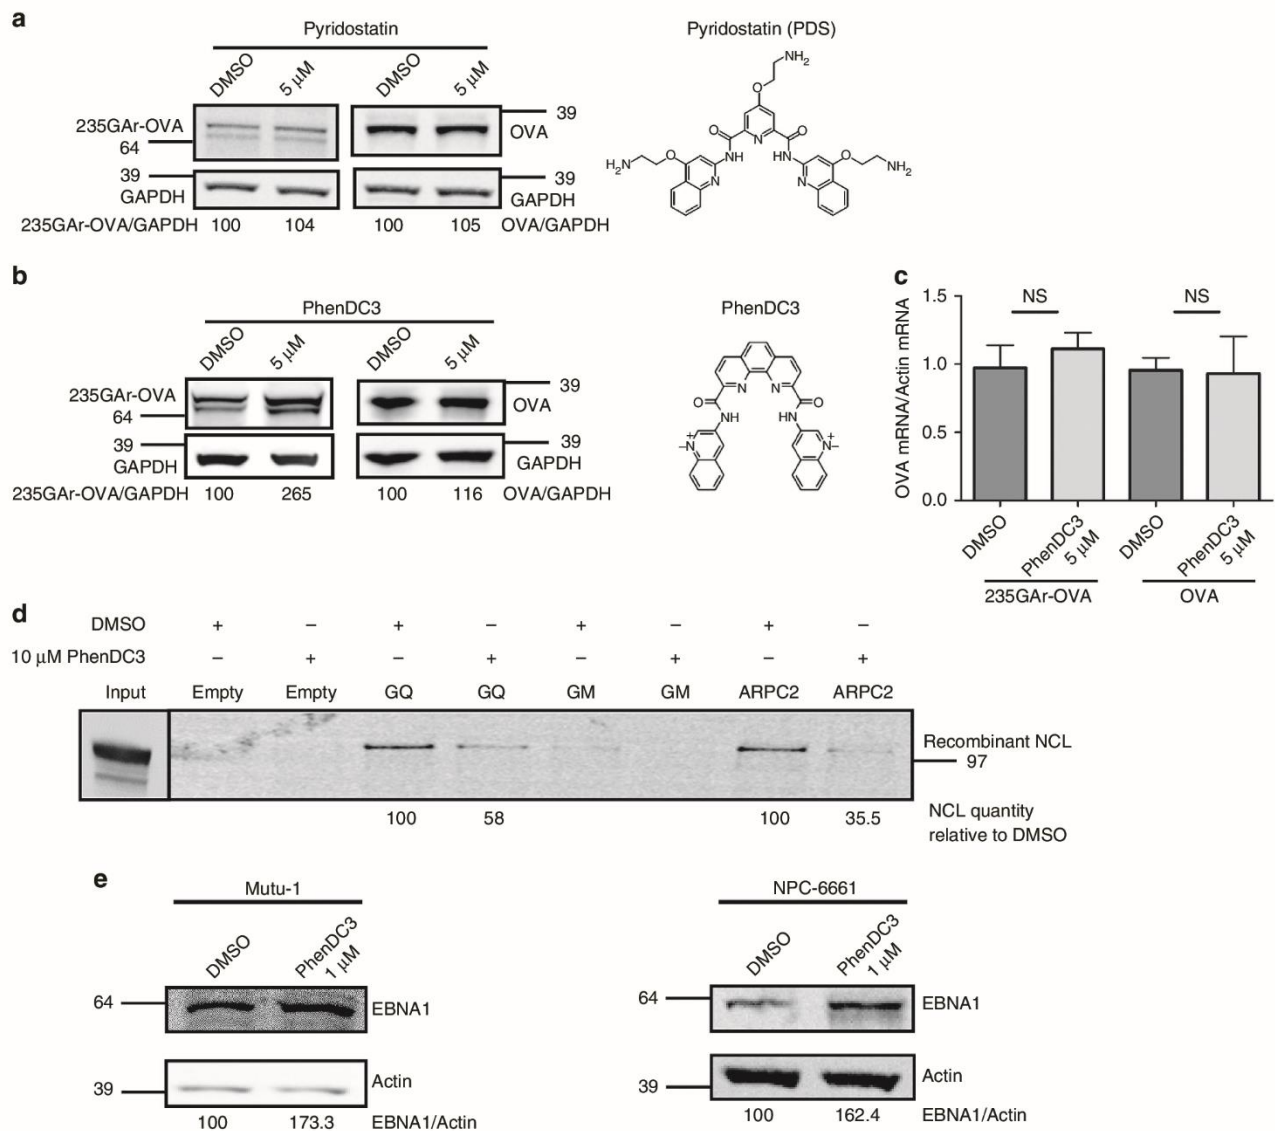 a
Pyridostatin
Pyridostatin (PDS)
DMSO 5 µM DMSO 5 µM
235GAr-OVA
64
39
OVA
39
GAPDH
39
GAPDH
235GAr-OVA/GAPDH 100 104 100 105 OVA/GAPDH
NH2
O
O N O
NH HN
H2N O N N O NH2
b
PhenDC3
PhenDC3
DMSO 5 µM DMSO 5 µM
235GAr-OVA
64
39
OVA
39
GAPDH
39
GAPDH
235GAr-OVA/GAPDH 100 265 100 116 OVA/GAPDH
N N
O O
NH HN
N+ N+
c
OVA mRNA/Actin mRNA
1.5
1.0
0.5
0.0
NS NS
DMSO PhenDC3 5 µM DMSO PhenDC3 5 µM
235GAr-OVA OVA
d
DMSO + – + – + – + –
10 µM PhenDC3 – + – + – + – +
Input Empty Empty GQ GQ GM GM ARPC2 ARPC2
Recombinant NCL
97
100 58 100 35.5 NCL quantity
relative to DMSO
e
Mutu-1
DMSO PhenDC3 1 µM
64 EBNA1
39 Actin
100 173.3 EBNA1/Actin
NPC-6661
DMSO PhenDC3 1 µM
64 EBNA1
39 Actin
100 162.4 EBNA1/Actin